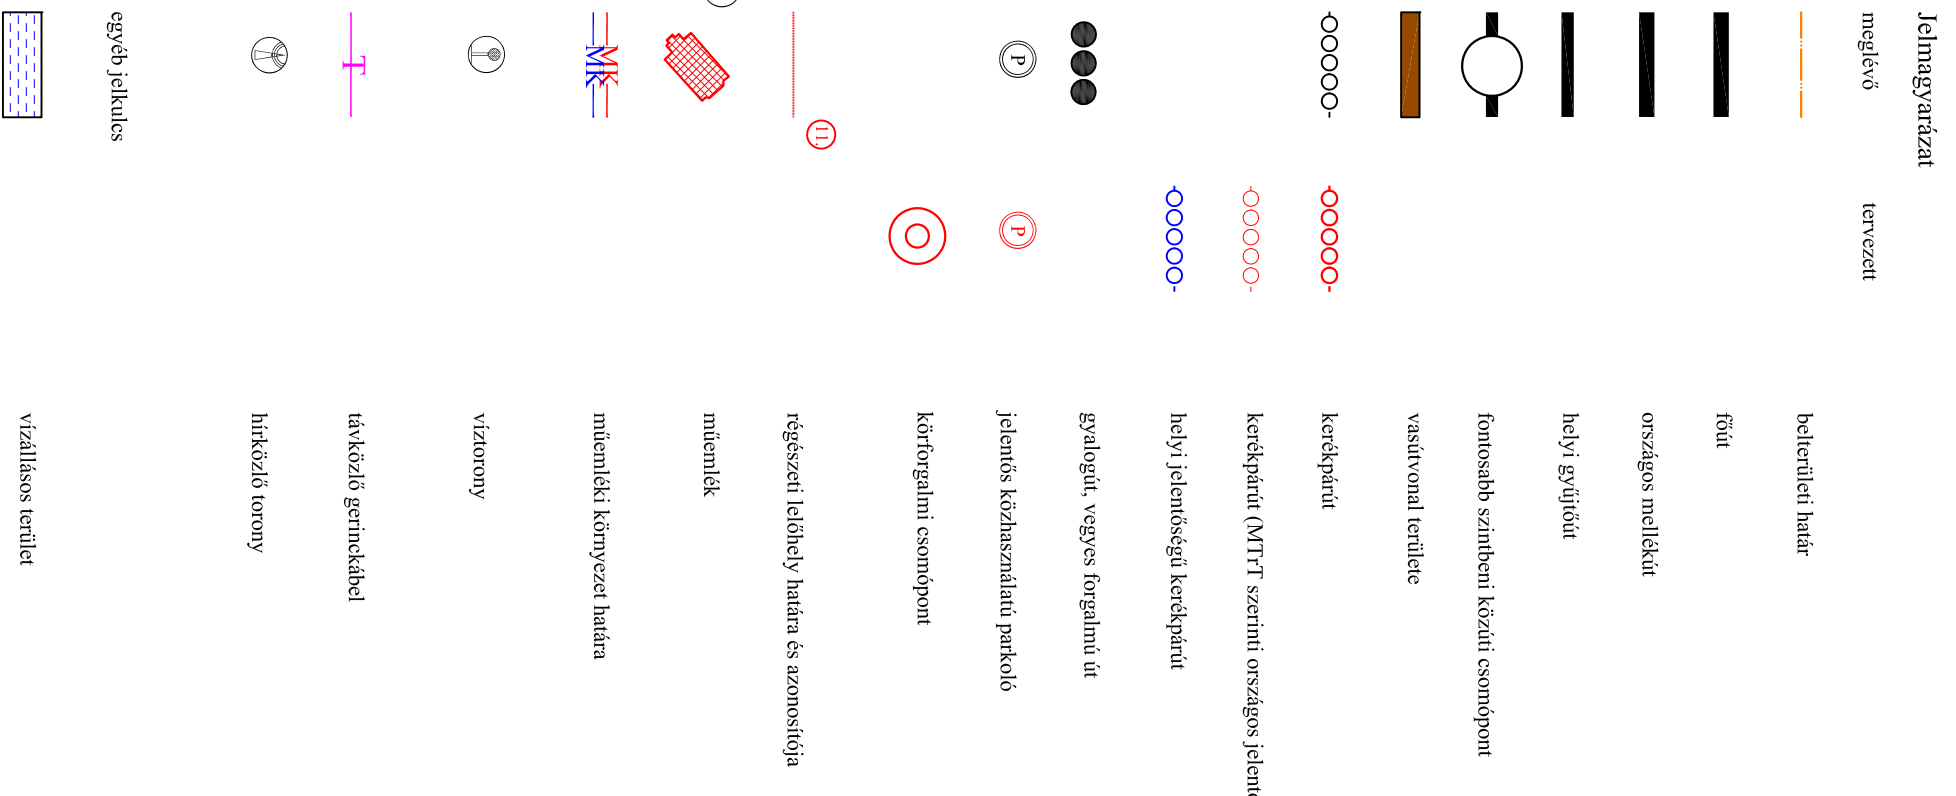 Jelmagyarázat
meglévő tervezett
belterületi határ
főút
országos mellékút
helyi gyűjtőút
fontosabb szintbeni közúti csomópont
vasútvonal területe
kerékpárút
kerékpárút (MTrT szerinti országos jelentő
helyi jelentőségű kerékpárút
gyalogút, vegyes forgalmú út
P P jelentős közhasználatú parkoló
körforgalmi csomópont
11.
régészeti lelőhely határa és azonosítója
műemlék
MK
MK
műemléki környezet határa
víztorony
T távközlő gerinckábel
hírközlő torony
egyéb jelkulcs
vízállásos terület